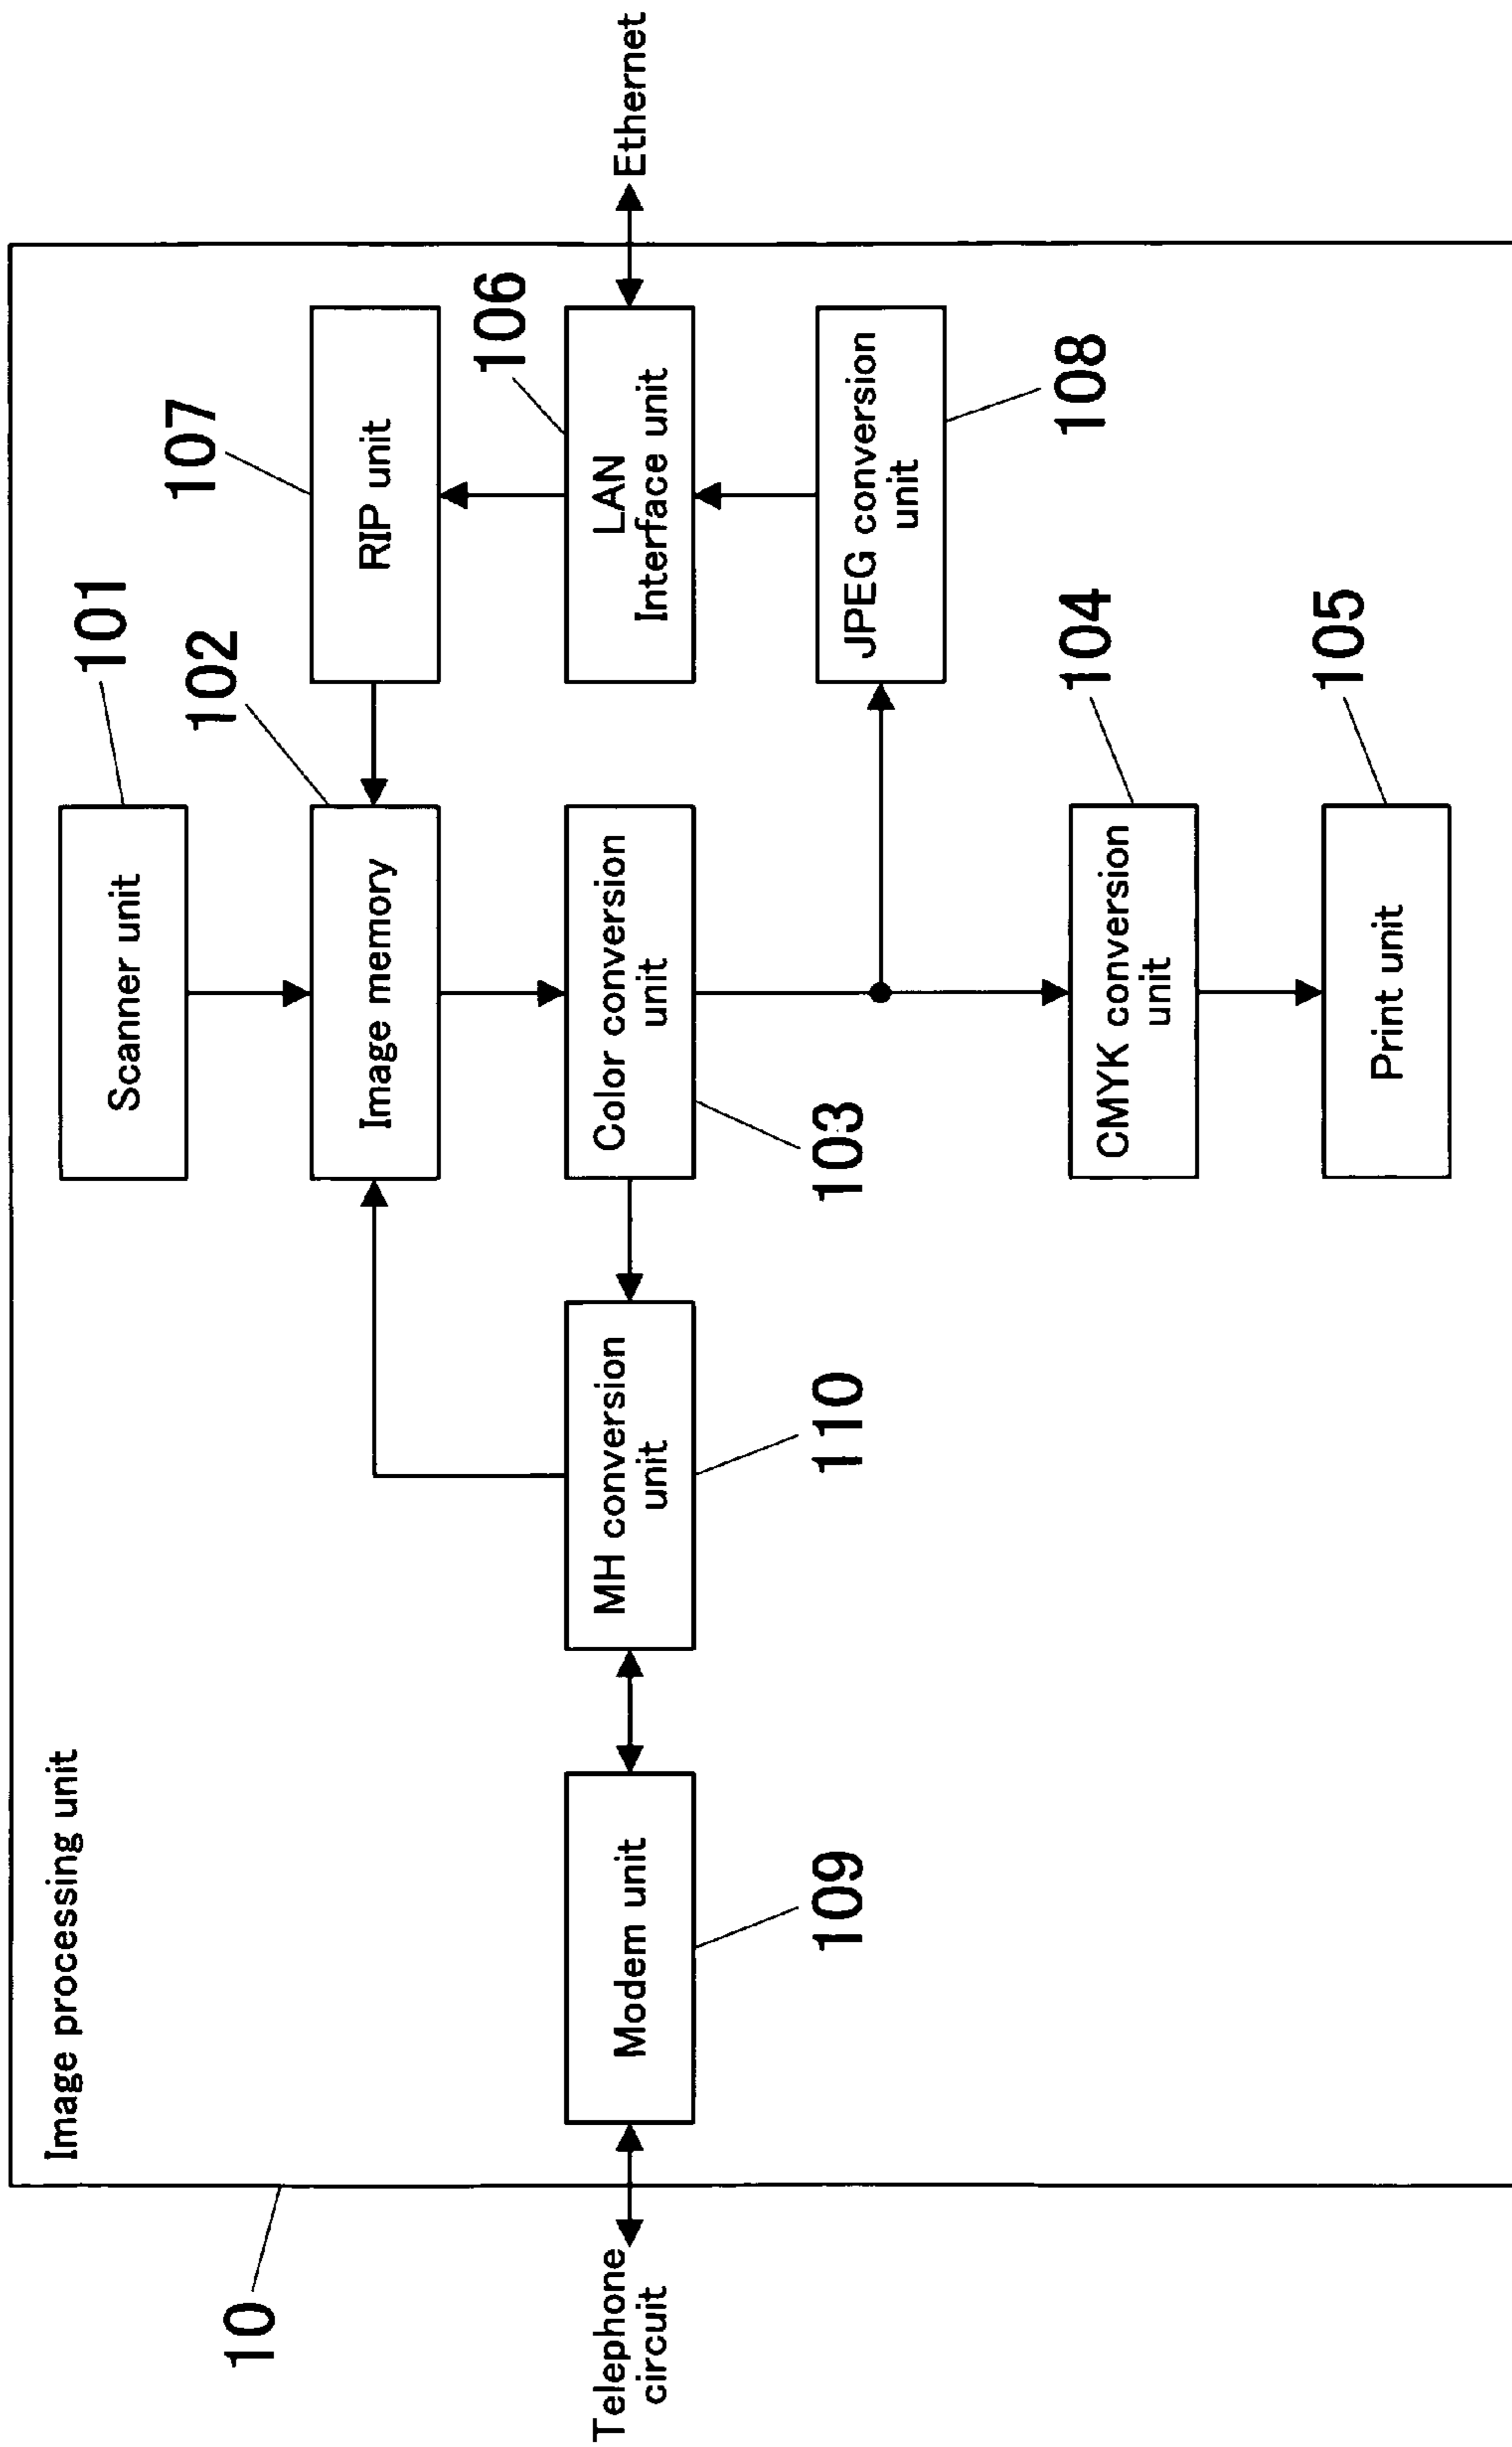 Image processing unit
10
Scanner unit
101
Image memory
102
RIP unit
107
Telephone
circuit
Modem unit
109
MH conversion
unit
110
Color conversion
unit
103
LAN
Interface unit
106
Ethernet
JPEG conversion
unit
108
CMYK conversion
unit
104
Print unit
105